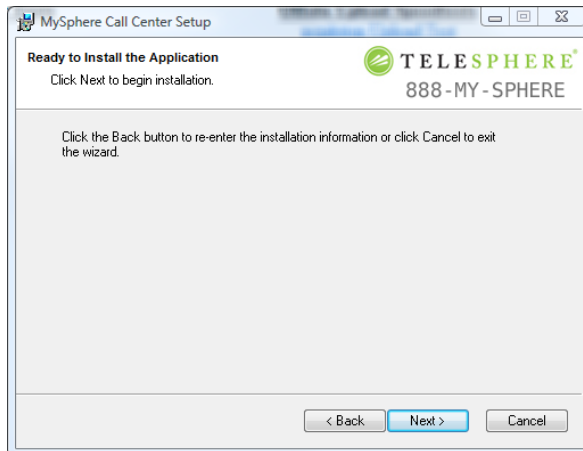 MySphere Call Center Setup
Ready to Install the Application
Click Next to begin installation.
TELESPHERE®
888-MY-SPHERE
Click the Back button to re-enter the installation information or click Cancel to exit
the wizard.
< Back
Next >
Cancel